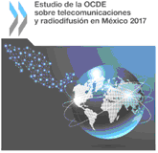 Estudio de la OCDE
sobre telecomunicaciones
y radiodifusión en México 2017